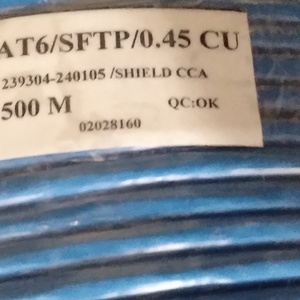 AT6/SFTP/0.45 CU
239304-240105 /SHIELD CCA
500 M QC:OK
02028160